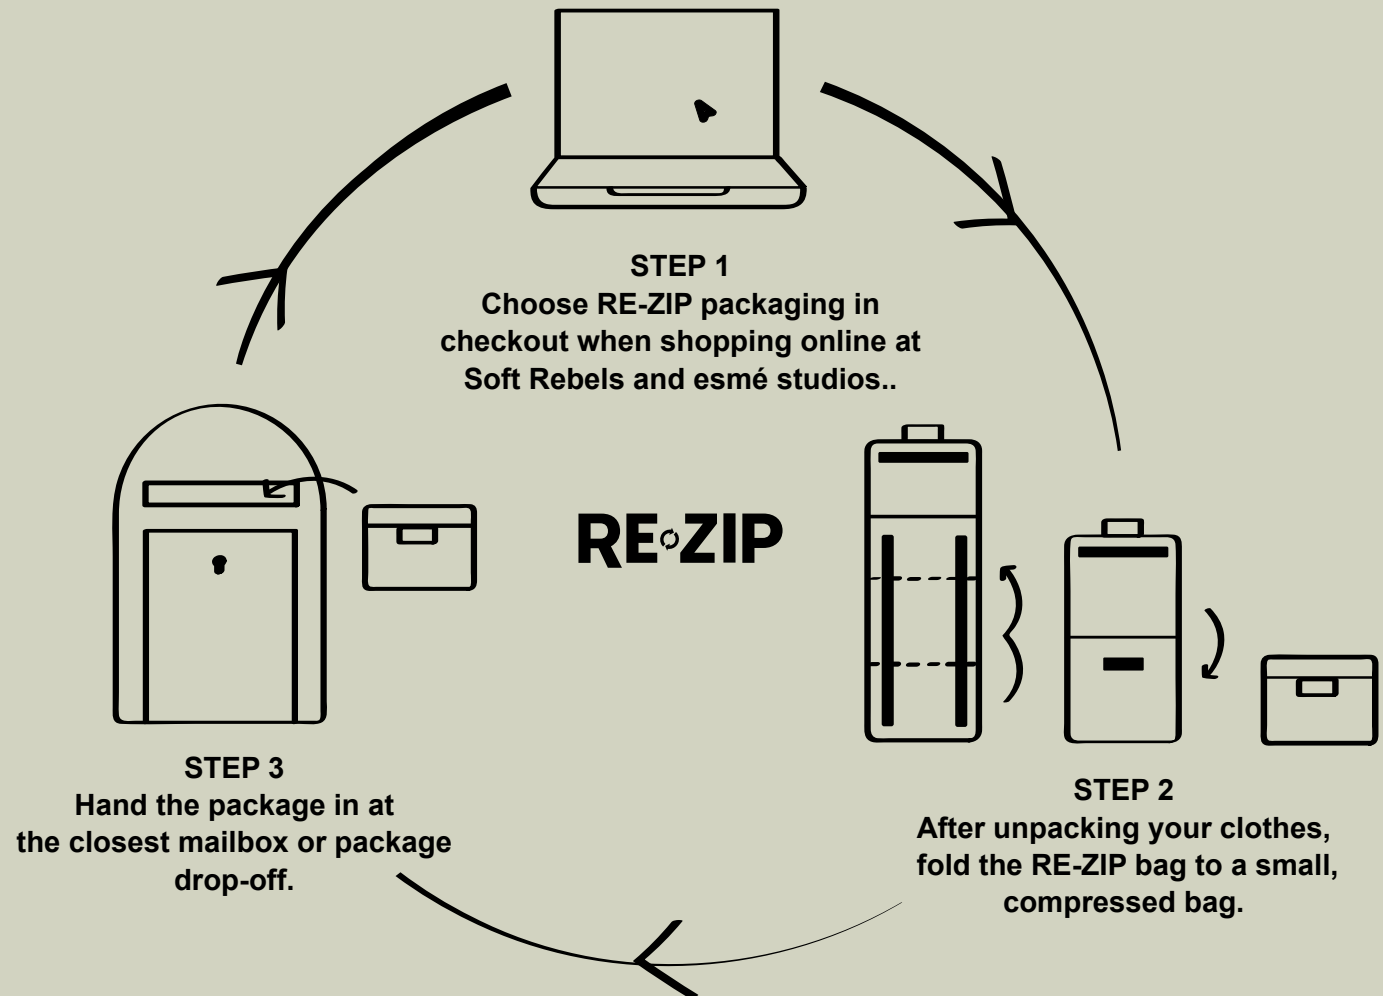 STEP 1
Choose RE-ZIP packaging in
checkout when shopping online at
Soft Rebels and esmé studios..
RE ZIP
STEP 2
After unpacking your clothes,
fold the RE-ZIP bag to a small,
compressed bag.
STEP 3
Hand the package in at
the closest mailbox or package
drop-off.